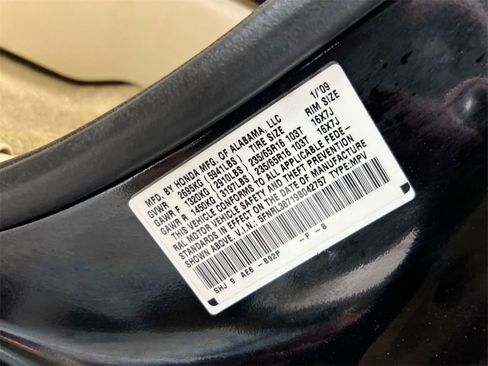 MFD. BY HONDA MFG. OF ALABAMA, LLC 1/'09
GVWR 2695KG (5941LBS) TIRE SIZE RIM SIZE
GAWR F 1320KG (2910LBS) 235/65R16 103T 16X7J
GAWR R 1450KG (3197LBS) 235/65R16 103T 16X7J
THIS VEHICLE CONFORMS TO ALL APPLICABLE FEDE-
RAL MOTOR VEHICLE SAFETY AND THEFT PREVENTION
STANDARDS IN EFFECT ON THE DATE OF MANUFACTURE
SHOWN ABOVE. V.I.N.: 5FNRL38719B042757 TYPE:MPV
SHJ 9 AE6 -B92P -F -B